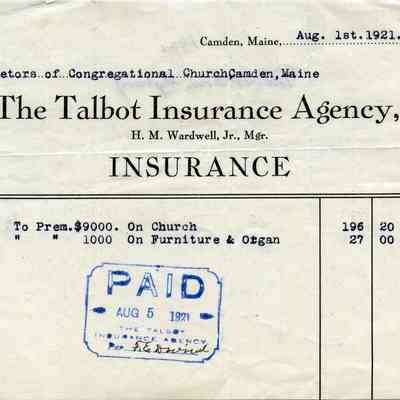 Camden, Maine, Aug. 1st. 1921.
etors of Congregational ChurchCamden, Maine
The Talbot Insurance Agency,
H. M. Wardwell, Jr., Mgr.
INSURANCE
To Prem.$9000. On Church 196 20
" " 1000 On Furniture & Organ 27 00
PAID
AUG 5 1921
THE TALBOT
INSURANCE AGENCY
Per